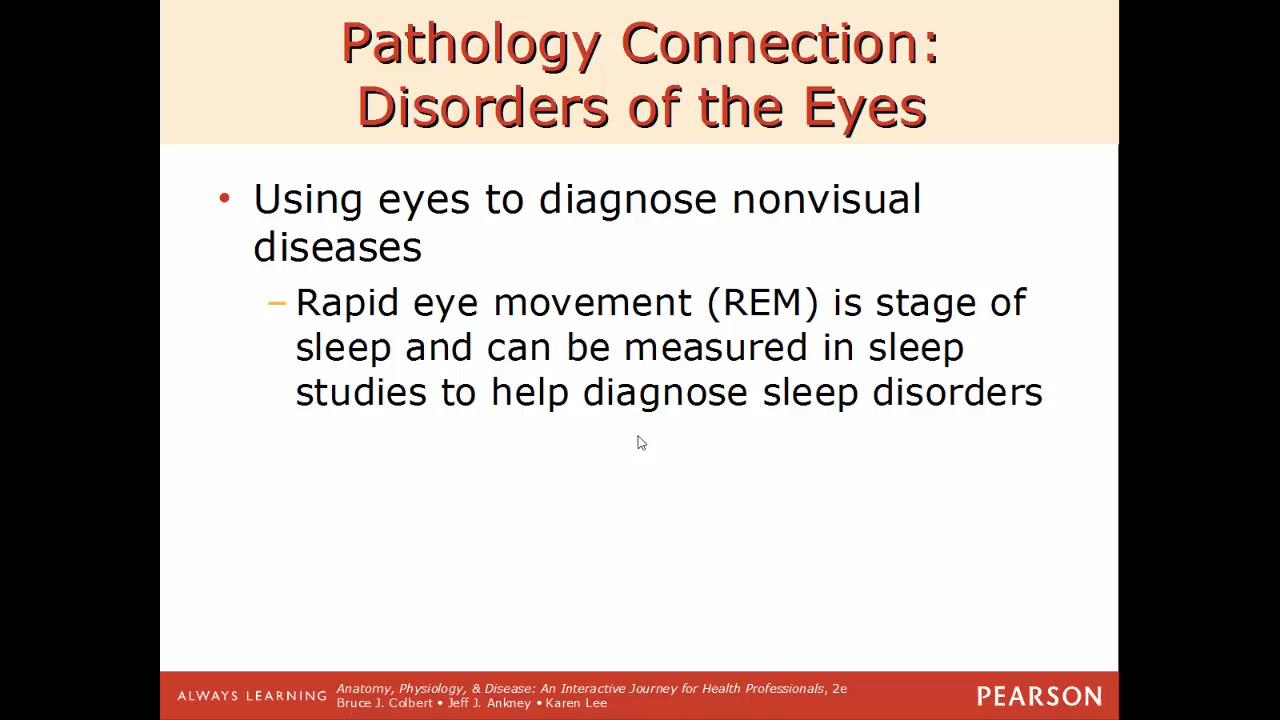 Pathology Connection:
Disorders of the Eyes
• Using eyes to diagnose nonvisual
diseases
– Rapid eye movement (REM) is stage of
sleep and can be measured in sleep
studies to help diagnose sleep disorders
ALWAYS LEARNING
Anatomy, Physiology, & Disease: An Interactive Journey for Health Professionals, 2e
Bruce J. Colbert • Jeff J. Ankney • Karen Lee
PEARSON